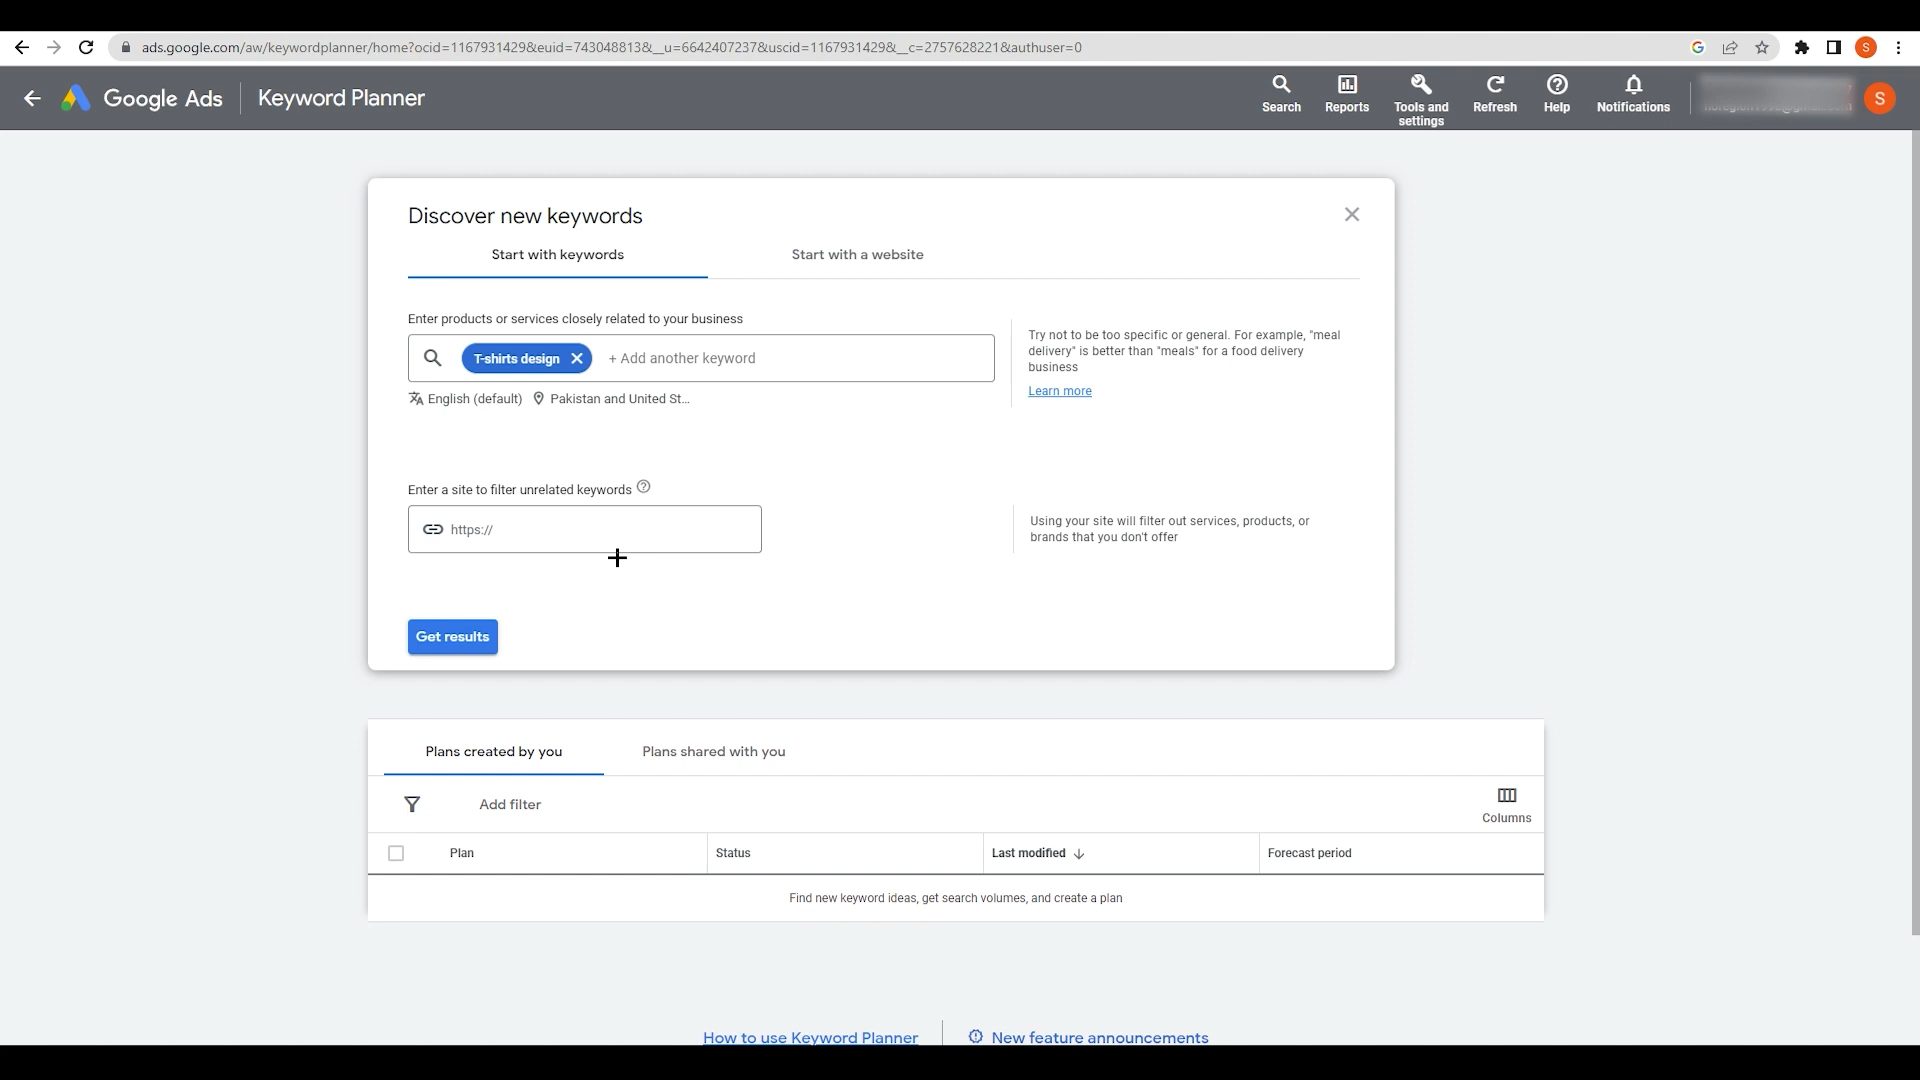 ads.google.com/aw/keywordplanner/home?ocid=1167931429&euid=743048813&__u=6642407237&uscid=1167931429&__c=2757628221&authuser=0
S
Google Ads
Keyword Planner
Search
Reports
Tools and
settings
Refresh
Help
Notifications
S
Discover new keywords
Start with keywords
Start with a website
Enter products or services closely related to your business
T-shirts design
+ Add another keyword
English (default)
Pakistan and United St...
Try not to be too specific or general. For example, "meal
delivery" is better than "meals" for a food delivery
business
Learn more
Enter a site to filter unrelated keywords
https://
Using your site will filter out services, products, or
brands that you don't offer
Get results
Plans created by you
Plans shared with you
Add filter
Columns
Plan
Status
Last modified
Forecast period
Find new keyword ideas, get search volumes, and create a plan
How to use Keyword Planner
New feature announcements